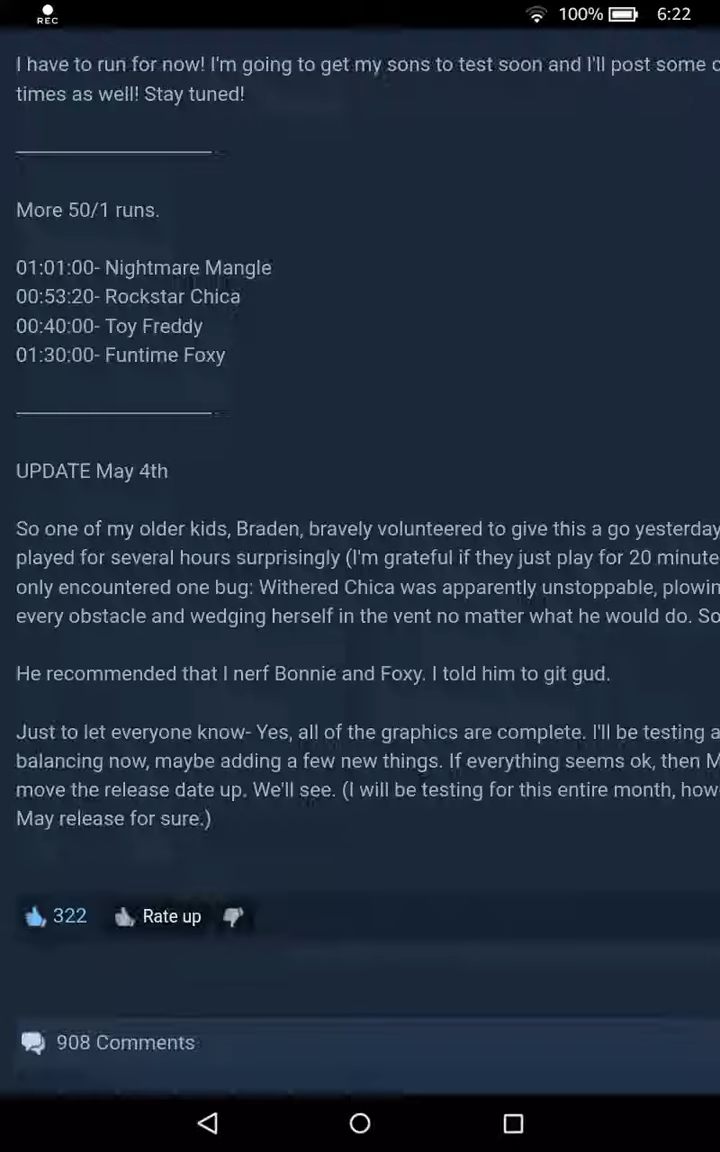 REC 100% 6:22
I have to run for now! I'm going to get my sons to test soon and I'll post some
times as well! Stay tuned!
More 50/1 runs.
01:01:00- Nightmare Mangle
00:53:20- Rockstar Chica
00:40:00- Toy Freddy
01:30:00- Funtime Foxy
UPDATE May 4th
So one of my older kids, Braden, bravely volunteered to give this a go yesterday
played for several hours surprisingly (I'm grateful if they just play for 20 minute
only encountered one bug: Withered Chica was apparently unstoppable, plowin
every obstacle and wedging herself in the vent no matter what he would do. So
He recommended that I nerf Bonnie and Foxy. I told him to git gud.
Just to let everyone know- Yes, all of the graphics are complete. I'll be testing a
balancing now, maybe adding a few new things. If everything seems ok, then M
move the release date up. We'll see. (I will be testing for this entire month, how
May release for sure.)
322 Rate up
908 Comments